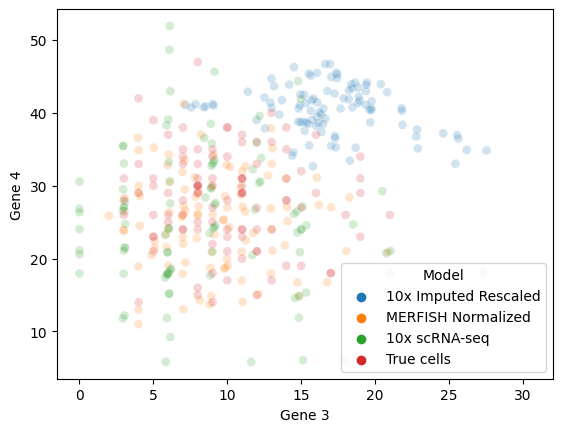 50
40
30
20
10
Gene 4
Model
10x Imputed Rescaled
MERFISH Normalized
10x scRNA-seq
True cells
0 5 10 15 20 25 30
Gene 3